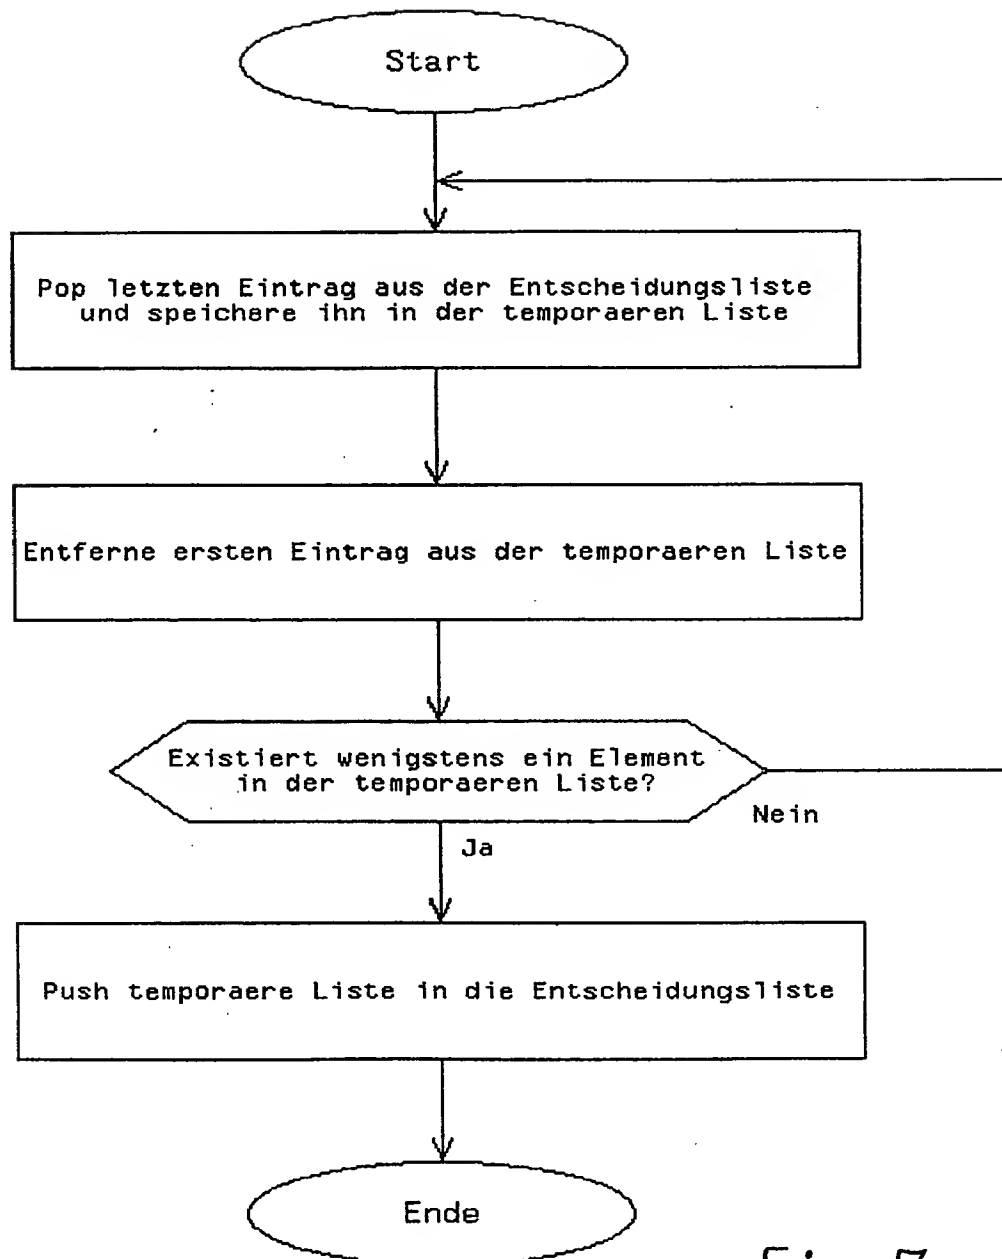 Start
Pop letzten Eintrag aus der Entscheidungsliste
und speichere ihn in der temporaeren Liste
Entferne ersten Eintrag aus der temporaeren Liste
Existiert wenigstens ein Element
in der temporaeren Liste?
Nein
Ja
Push temporaere Liste in die Entscheidungsliste
Ende